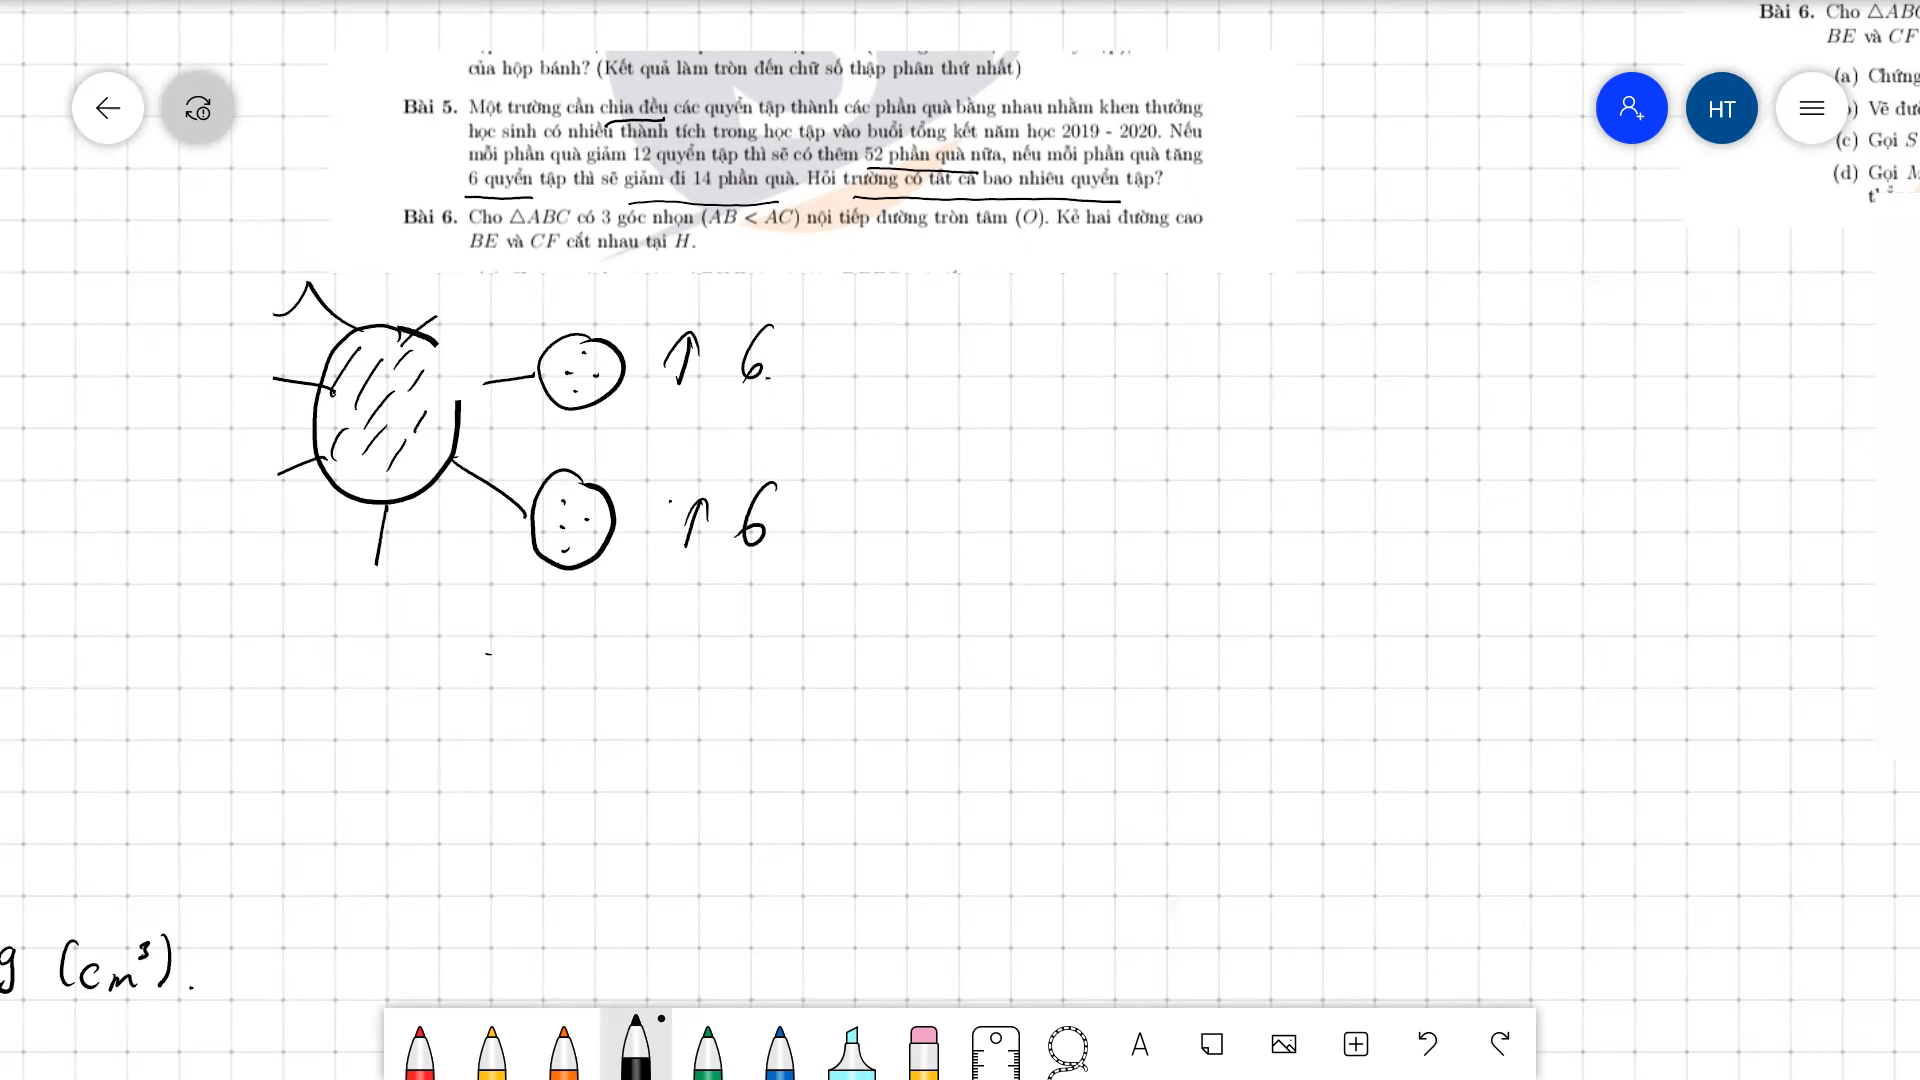 của hộp bánh? (Kết quả làm tròn đến chữ số thập phân thứ nhất)
Bài 5. Một trường cần chia đều các quyển tập thành các phần quà bằng nhau nhằm khen thưởng
học sinh có nhiều thành tích trong học tập vào buổi tổng kết năm học 2019 - 2020. Nếu
mỗi phần quà giảm 12 quyển tập thì sẽ có thêm 52 phần quà nữa, nếu mỗi phần quà tăng
6 quyển tập thì sẽ giảm đi 14 phần quà. Hỏi trường có tất cả bao nhiêu quyển tập?
Bài 6. Cho △ABC có 3 góc nhọn (AB < AC) nội tiếp đường tròn tâm (O). Kẻ hai đường cao
BE và CF cắt nhau tại H.
Bài 6. Cho △ABC
BE và CF
(a) Chứng
) Vẽ đư
(c) Gọi S
(d) Gọi M
HT
↑ 6.
↑ 6
g (cm³).
A